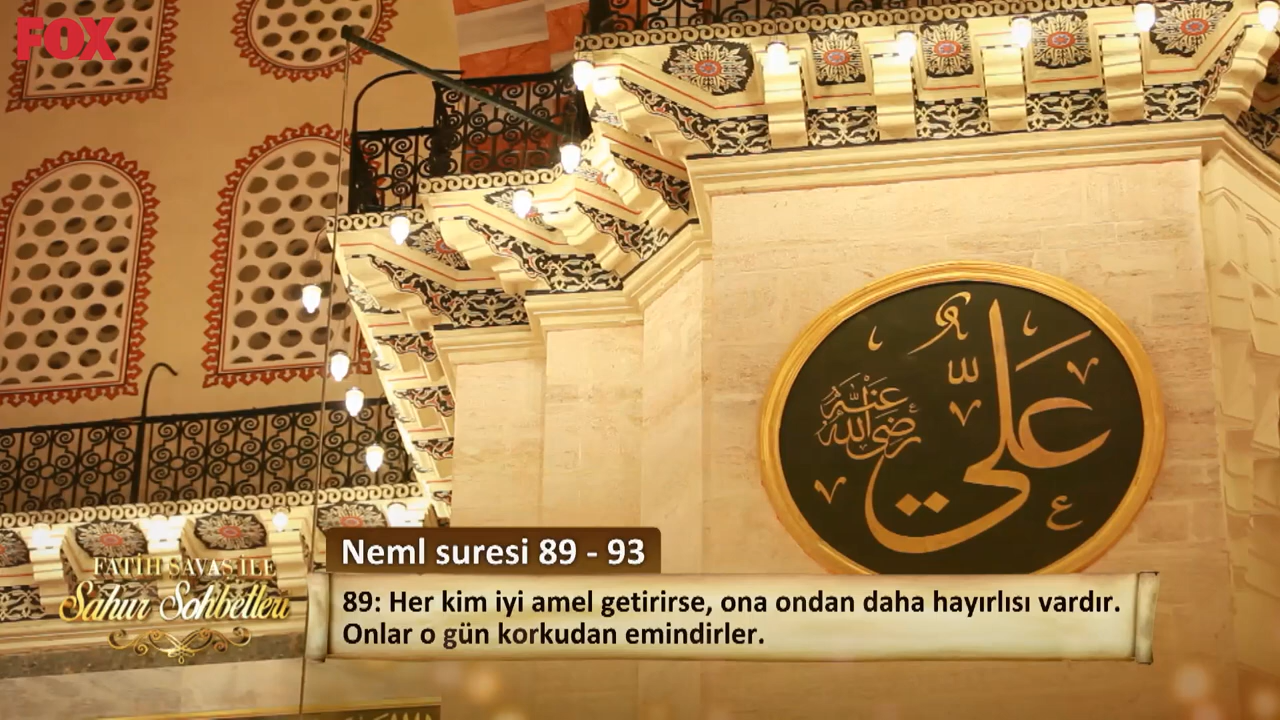 FOX
عليّ
رضي الله عنه
Neml suresi 89 - 93
FATİH SAVAŞ İLE
Sahur Sohbetleri
89: Her kim iyi amel getirirse, ona ondan daha hayırlısı vardır.
Onlar o gün korkudan emindirler.